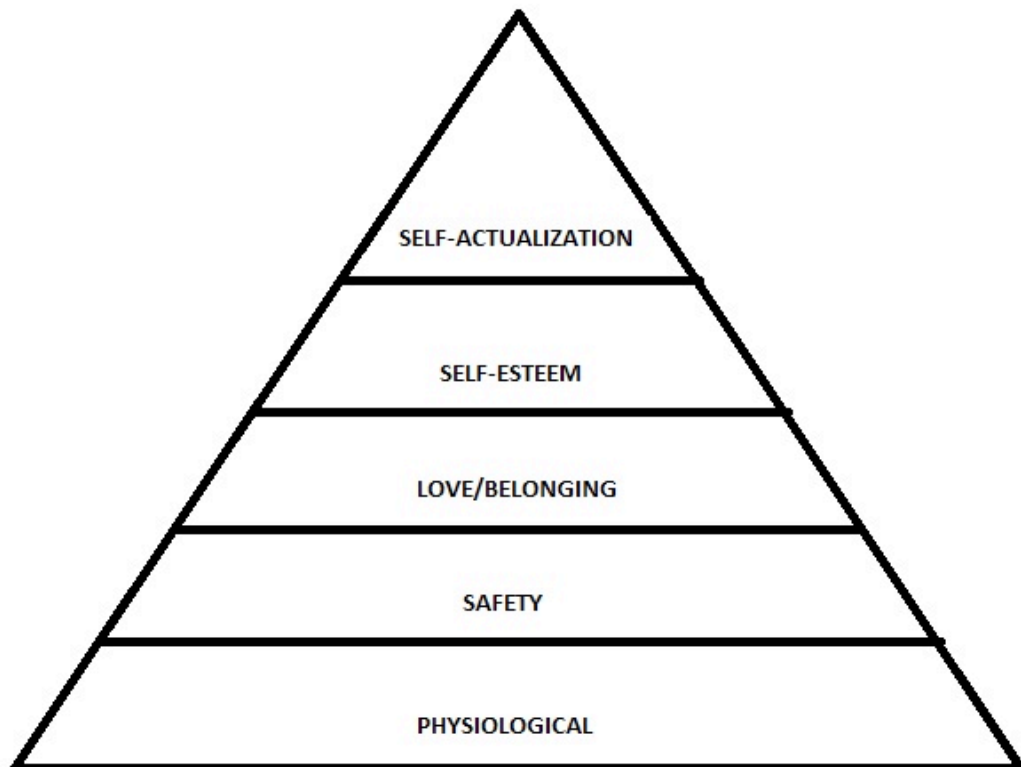 SELF-ACTUALIZATION
SELF-ESTEEM
LOVE/BELONGING
SAFETY
PHYSIOLOGICAL